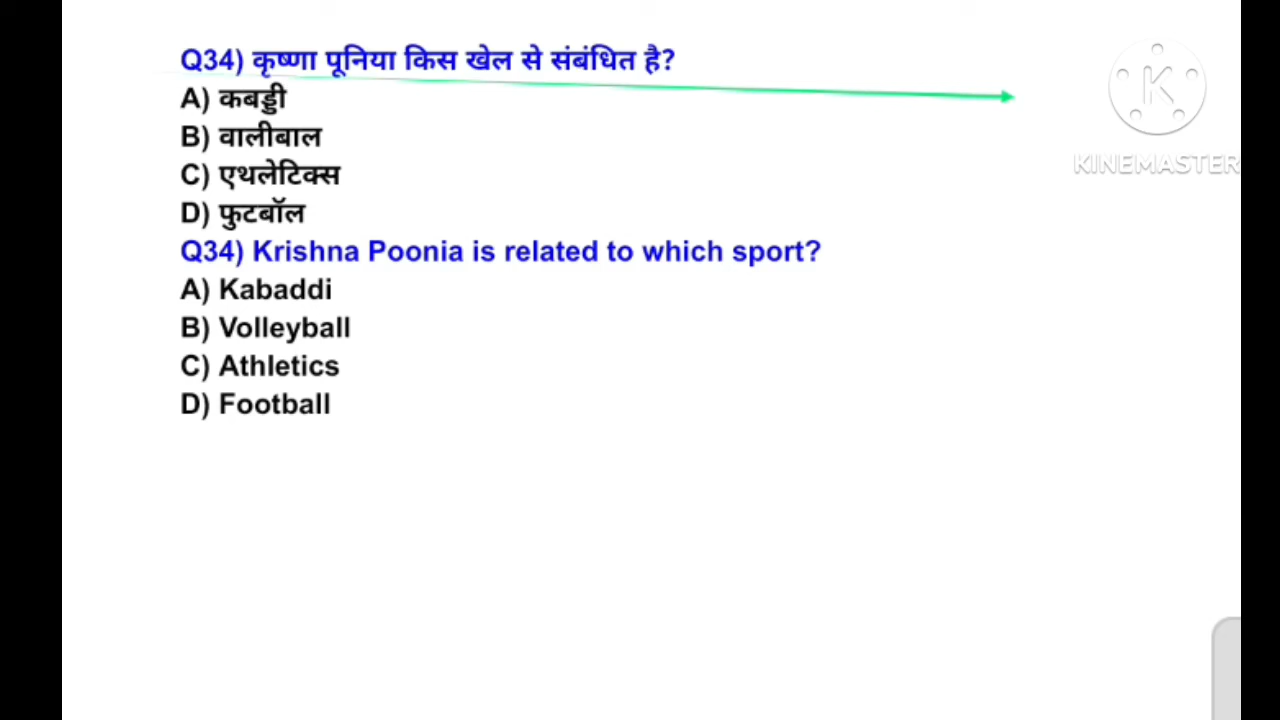 Q34) कृष्णा पूनिया किस खेल से संबंधित है?
A) कबड्डी
B) वालीबाल
C) एथलेटिक्स
D) फुटबॉल
Q34) Krishna Poonia is related to which sport?
A) Kabaddi
B) Volleyball
C) Athletics
D) Football
K
KINEMASTER